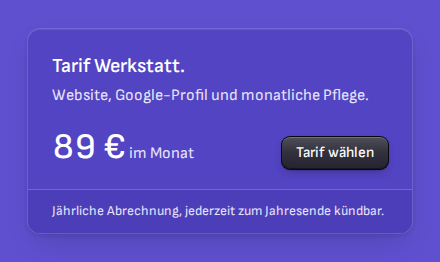 Tarif Werkstatt.
Website, Google-Profil und monatliche Pflege.
89 € im Monat
Tarif wählen
Jährliche Abrechnung, jederzeit zum Jahresende kündbar.